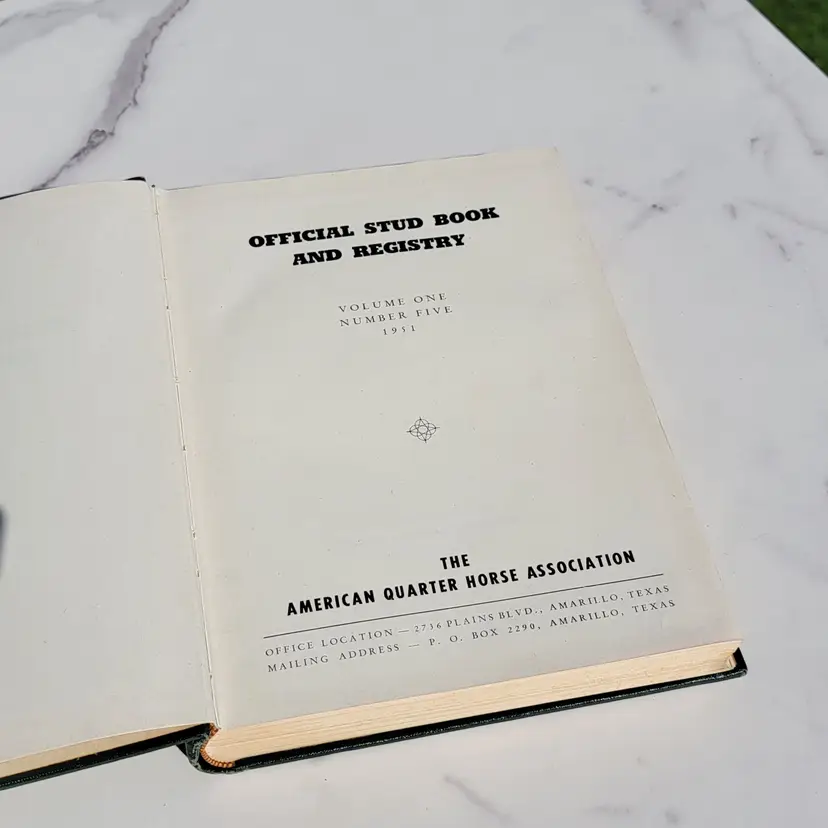 OFFICIAL STUD BOOK
AND REGISTRY
VOLUME ONE
NUMBER FIVE
1951
THE
AMERICAN QUARTER HORSE ASSOCIATION
OFFICE LOCATION — 2736 PLAINS BLVD., AMARILLO, TEXAS
MAILING ADDRESS — P. O. BOX 2290, AMARILLO, TEXAS